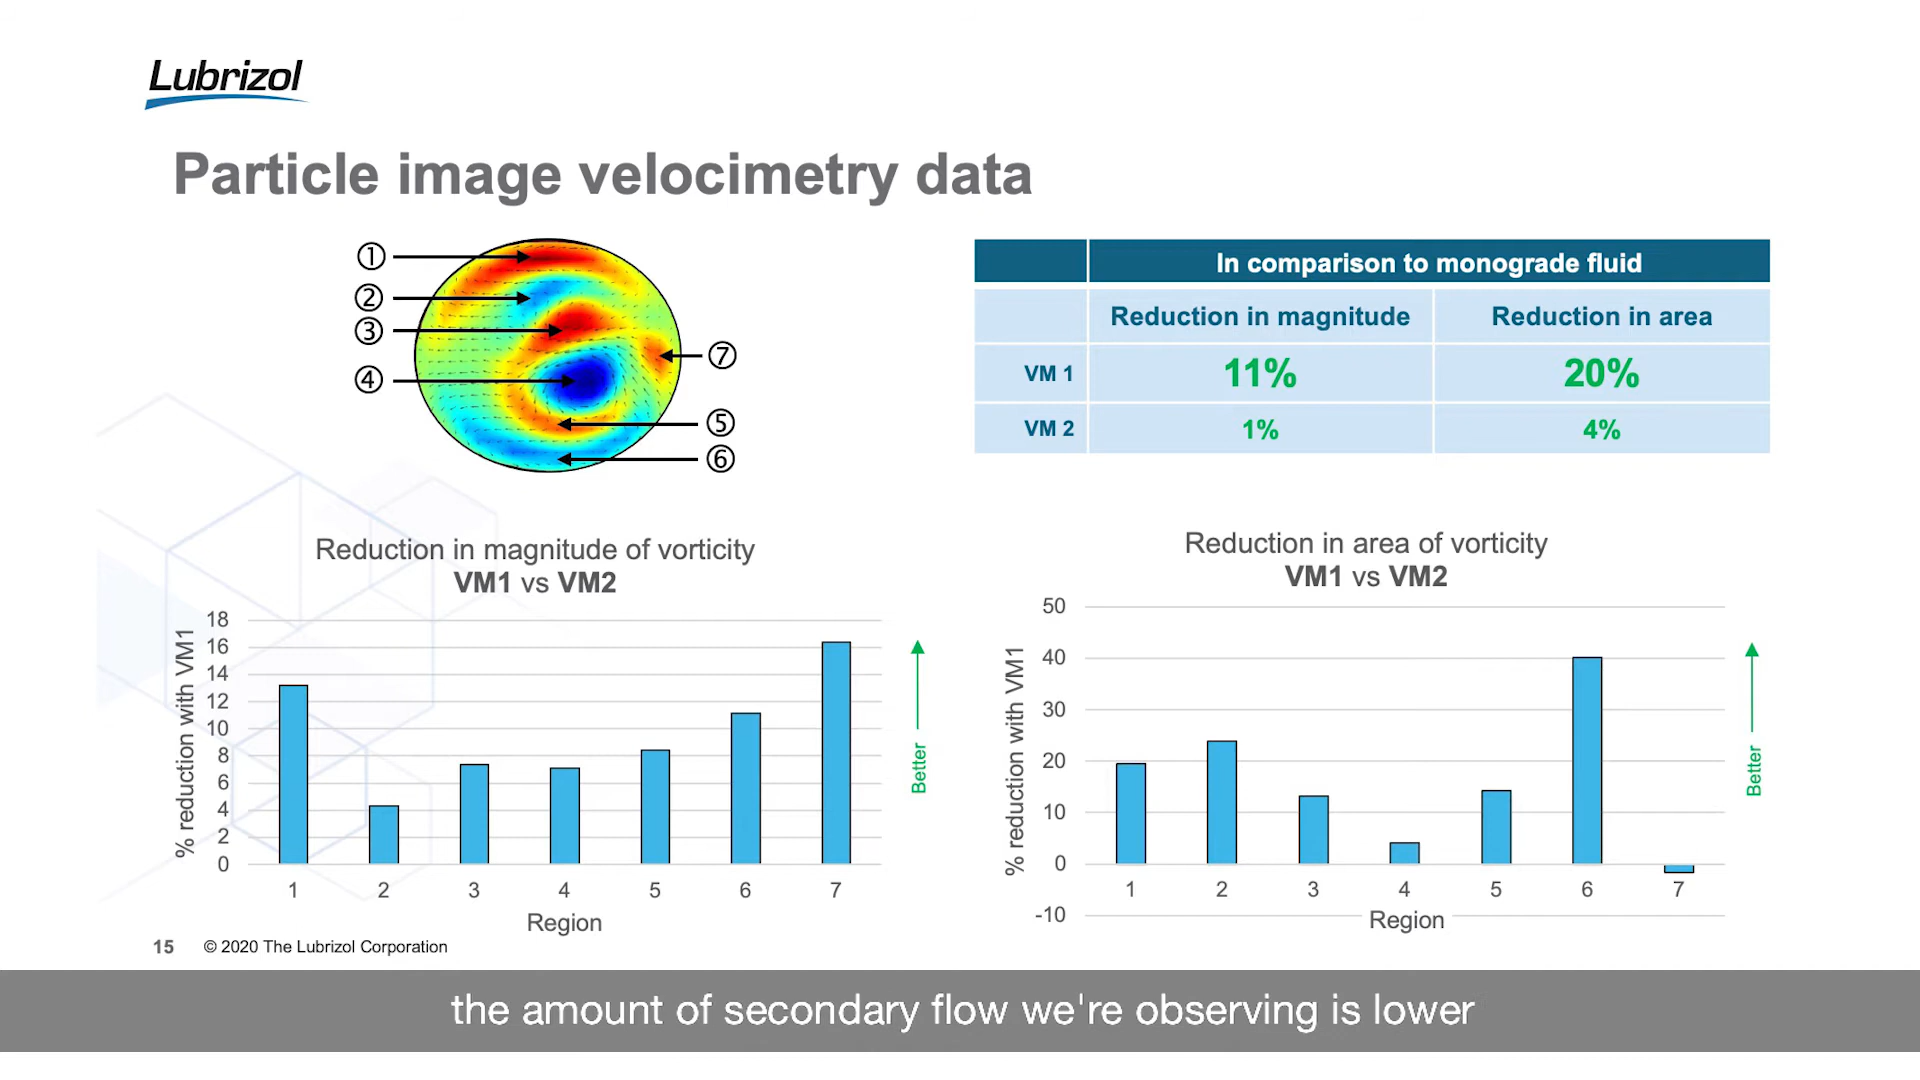 Lubrizol
Particle image velocimetry data
①
②
③
④
⑦
⑤
⑥
In comparison to monograde fluid
Reduction in magnitude Reduction in area
VM 1 11% 20%
VM 2 1% 4%
Reduction in magnitude of vorticity
VM1 vs VM2
% reduction with VM1
18
16
14
12
10
8
6
4
2
0
1 2 3 4 5 6 7
Region
Better
Reduction in area of vorticity
VM1 vs VM2
% reduction with VM1
50
40
30
20
10
0
-10
1 2 3 4 5 6 7
Region
Better
15 © 2020 The Lubrizol Corporation
the amount of secondary flow we're observing is lower